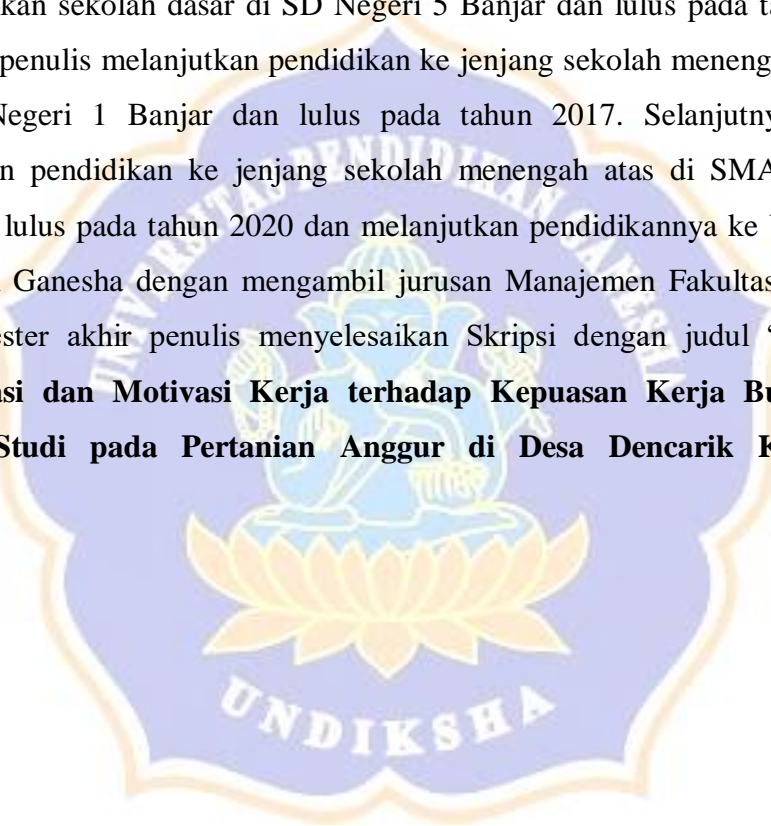 kan sekolah dasar di SD Negeri 5 Banjar dan lulus pada ta
penulis melanjutkan pendidikan ke jenjang sekolah meneng
Negeri 1 Banjar dan lulus pada tahun 2017. Selanjutny
n pendidikan ke jenjang sekolah menengah atas di SMA
lulus pada tahun 2020 dan melanjutkan pendidikannya ke
Ganesha dengan mengambil jurusan Manajemen Fakultas
ester akhir penulis menyelesaikan Skripsi dengan judul “
asi dan Motivasi Kerja terhadap Kepuasan Kerja Bu
Studi pada Pertanian Anggur di Desa Dencarik K
UNIVERSITAS PENDIDIKAN GANESHA
UNDIKSHA